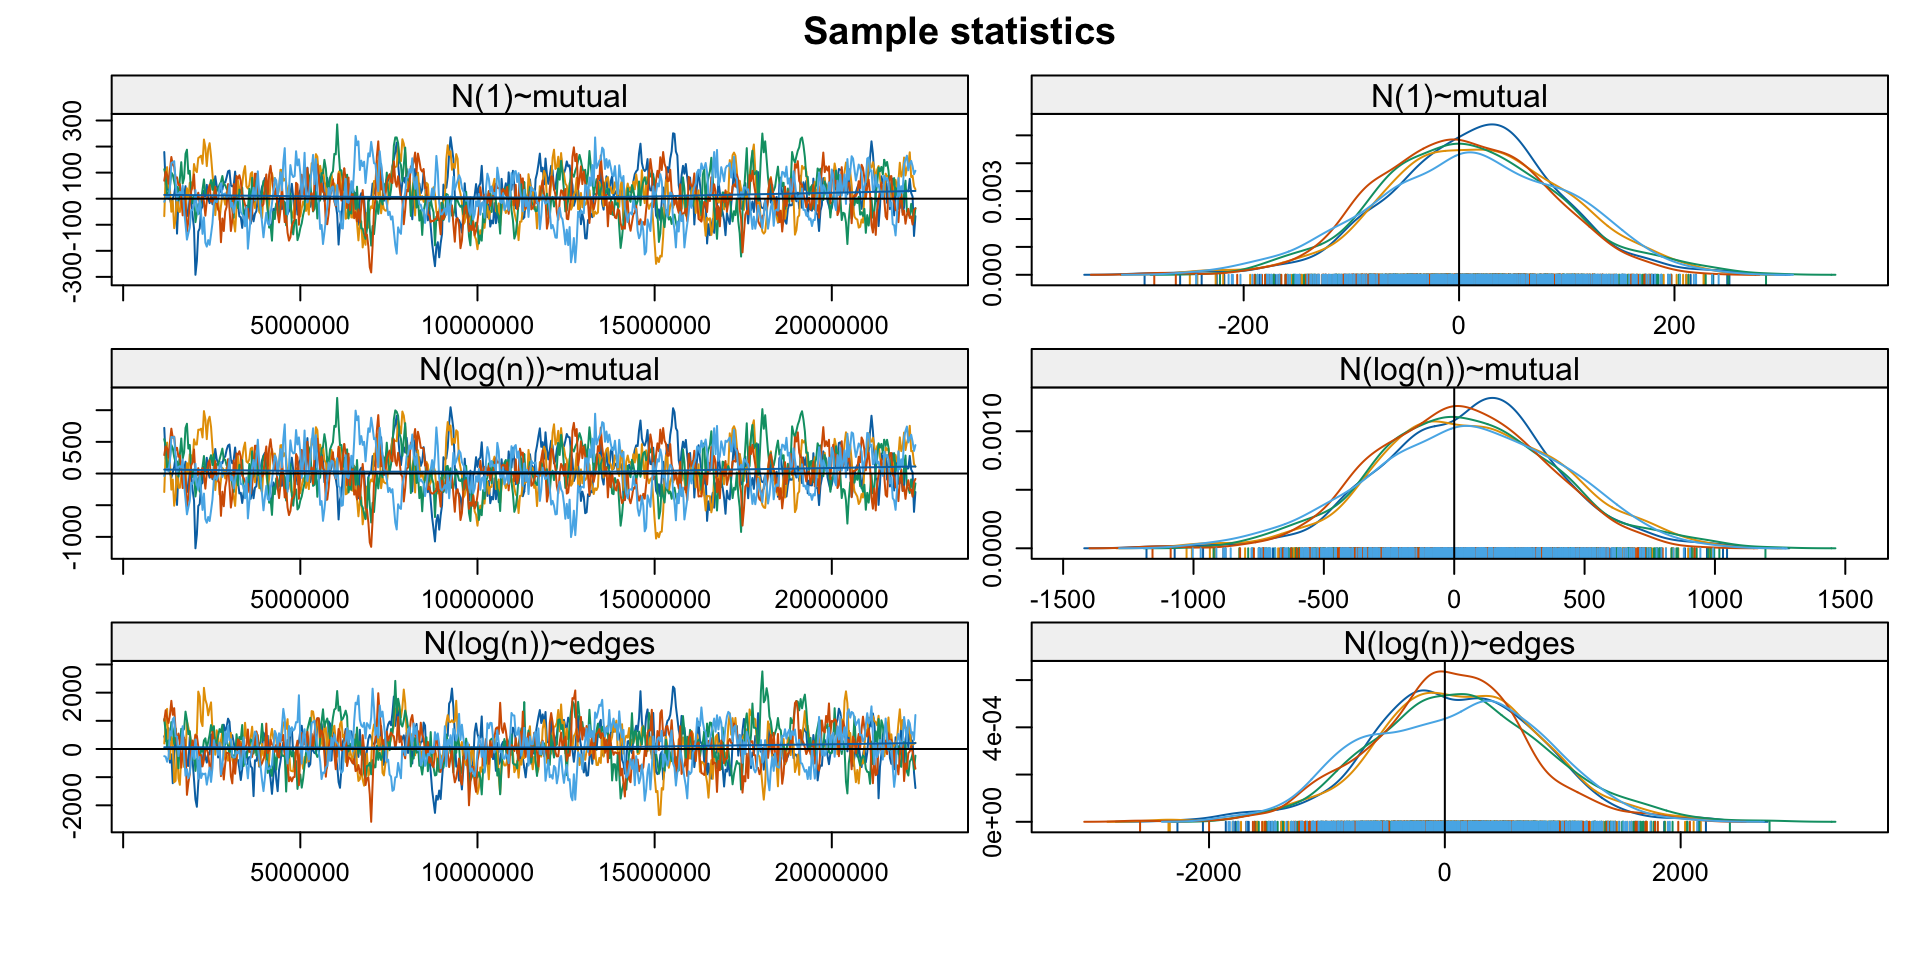 Sample statistics
N(1)~mutual
N(1)~mutual
-300 -100 100 300
5000000 10000000 15000000 20000000
0.000 0.003
-200 0 200
N(log(n))~mutual
N(log(n))~mutual
-1000 0 500
5000000 10000000 15000000 20000000
0.0000 0.0010
-1500 -1000 -500 0 500 1000 1500
N(log(n))~edges
N(log(n))~edges
-2000 0 2000
5000000 10000000 15000000 20000000
0e+00 4e-04
-2000 0 2000